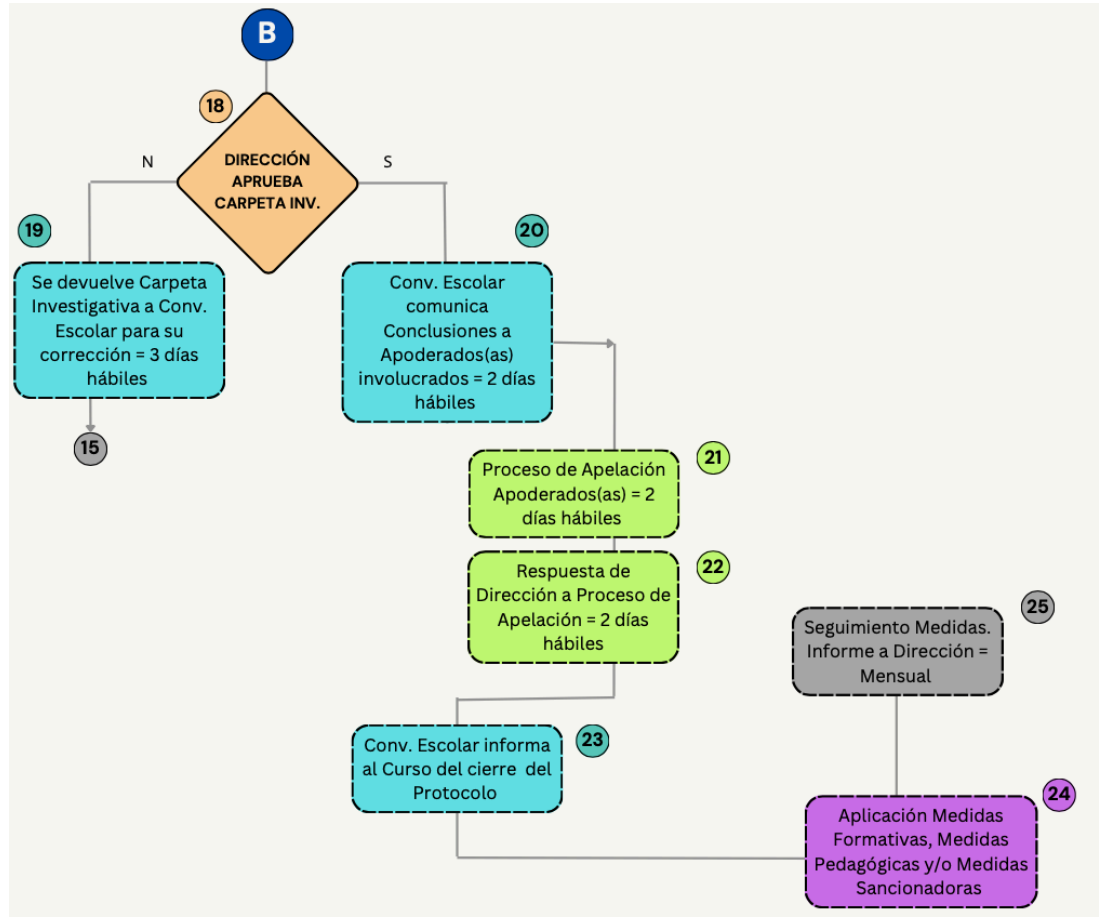 B
18
DIRECCIÓN
APRUEBA
CARPETA INV.
N
S
19
Se devuelve Carpeta
Investigativa a Conv.
Escolar para su
corrección = 3 días
hábiles
15
20
Conv. Escolar
comunica
Conclusiones a
Apoderados(as)
involucrados = 2 días
hábiles
21
Proceso de Apelación
Apoderados(as) = 2
días hábiles
22
Respuesta de
Dirección a Proceso de
Apelación = 2 días
hábiles
23
Conv. Escolar informa
al Curso del cierre del
Protocolo
24
Aplicación Medidas
Formativas, Medidas
Pedagógicas y/o Medidas
Sancionadoras
25
Seguimiento Medidas.
Informe a Dirección =
Mensual